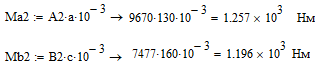 Ma2 := A2·a·10⁻³ → 9670·130·10⁻³ = 1.257 × 10³ Нм
Mb2 := B2·c·10⁻³ → 7477·160·10⁻³ = 1.196 × 10³ Нм